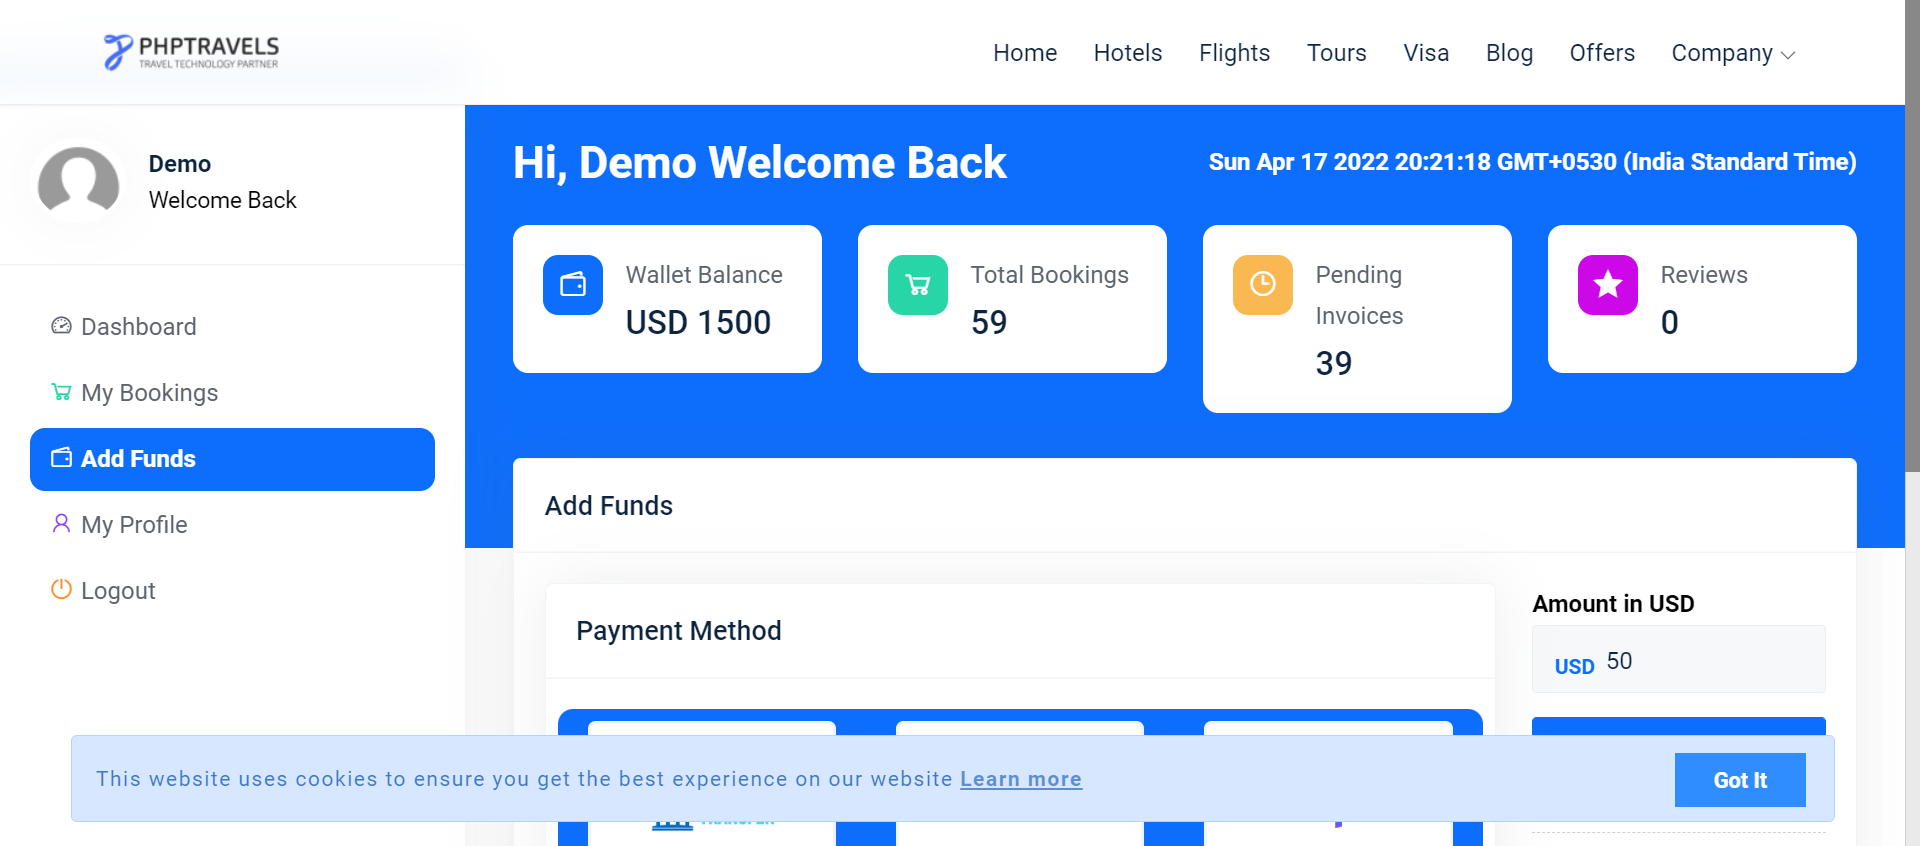 PHPTRAVELS
TRAVEL TECHNOLOGY PARTNER
Home Hotels Flights Tours Visa Blog Offers Company
Demo
Welcome Back
Dashboard
My Bookings
Add Funds
My Profile
Logout
Hi, Demo Welcome Back
Sun Apr 17 2022 20:21:18 GMT+0530 (India Standard Time)
Wallet Balance
USD 1500
Total Bookings
59
Pending
Invoices
39
Reviews
0
Add Funds
Payment Method
Amount in USD
USD 50
This website uses cookies to ensure you get the best experience on our website Learn more
Got It